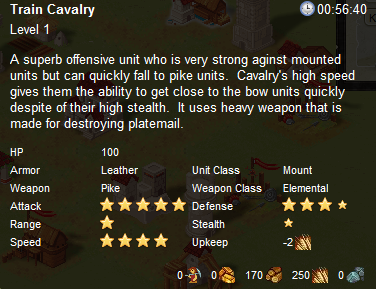 Train Cavalry 00:56:40
Level 1
A superb offensive unit who is very strong aginst mounted
units but can quickly fall to pike units. Cavalry's high speed
gives them the ability to get close to the bow units quickly
despite of their high stealth. It uses heavy weapon that is
made for destroying platemail.
HP 100
Armor Leather Unit Class Mount
Weapon Pike Weapon Class Elemental
Attack Defense
Range Stealth
Speed Upkeep -2
0 0 170 250 0